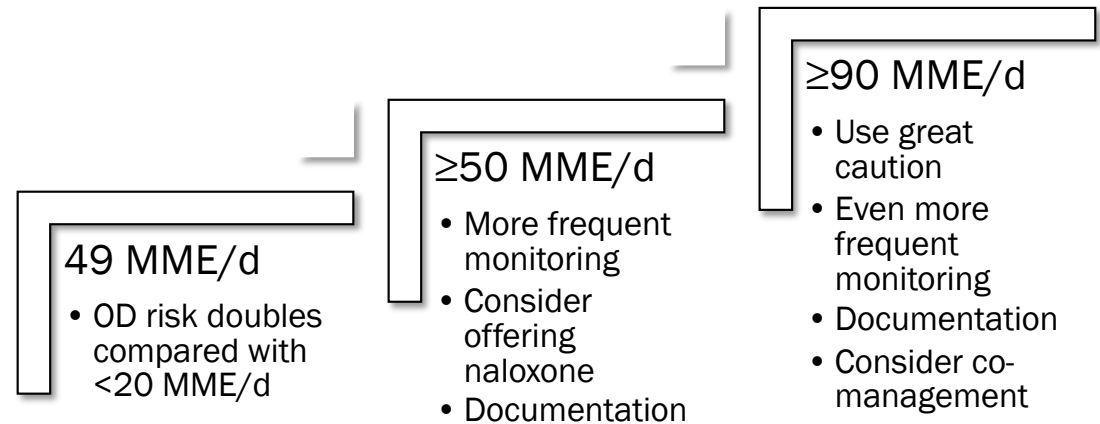 49 MME/d
• OD risk doubles
compared with
<20 MME/d
≥50 MME/d
• More frequent
monitoring
• Consider
offering
naloxone
• Documentation
≥90 MME/d
• Use great
caution
• Even more
frequent
monitoring
• Documentation
• Consider co-
management